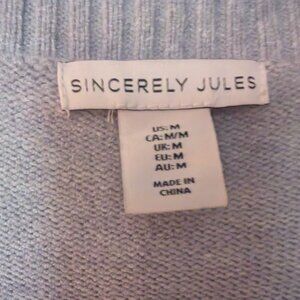 SINCERELY JULES
US: M
CA: M/M
UK: M
EU: M
AU: M
MADE IN
CHINA